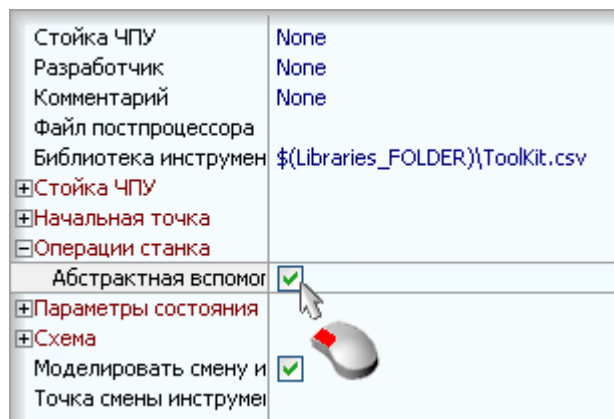 Стойка ЧПУ None
Разработчик None
Комментарий None
Файл постпроцессора
Библиотека инструмен $(Libraries_FOLDER)\ToolKit.csv
Стойка ЧПУ
Начальная точка
Операции станка
Абстрактная вспомог
Параметры состояния
Схема
Моделировать смену и
Точка смены инструмен